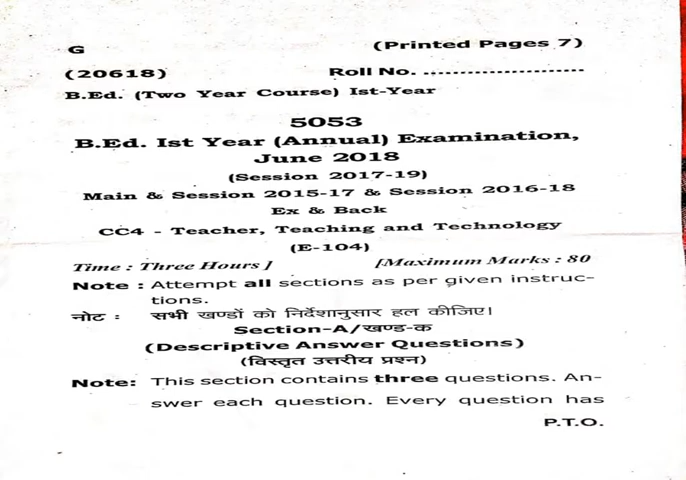 G
(Printed Pages 7)
(20618)
Roll No. .......................
B.Ed. (Two Year Course) Ist-Year
5053
B.Ed. Ist Year (Annual) Examination,
June 2018
(Session 2017-19)
Main & Session 2015-17 & Session 2016-18
Ex & Back
CC4 - Teacher, Teaching and Technology
(E-104)
Time : Three Hours ]
[Maximum Marks : 80
Note : Attempt all sections as per given instruc-
tions.
नोट : सभी खण्डों को निर्देशानुसार हल कीजिए।
Section-A/खण्ड-क
(Descriptive Answer Questions)
(विस्तृत उत्तरीय प्रश्न)
Note: This section contains three questions. An-
swer each question. Every question has
P.T.O.